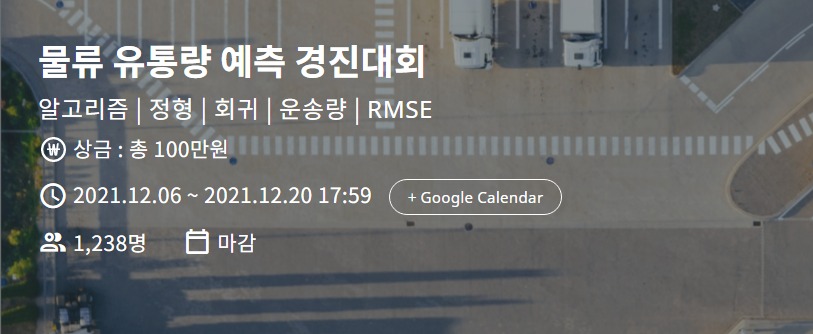 물류 유통량 예측 경진대회
알고리즘 | 정형 | 회귀 | 운송량 | RMSE
₩ 상금 : 총 100만원
2021.12.06 ~ 2021.12.20 17:59 + Google Calendar
1,238명 마감